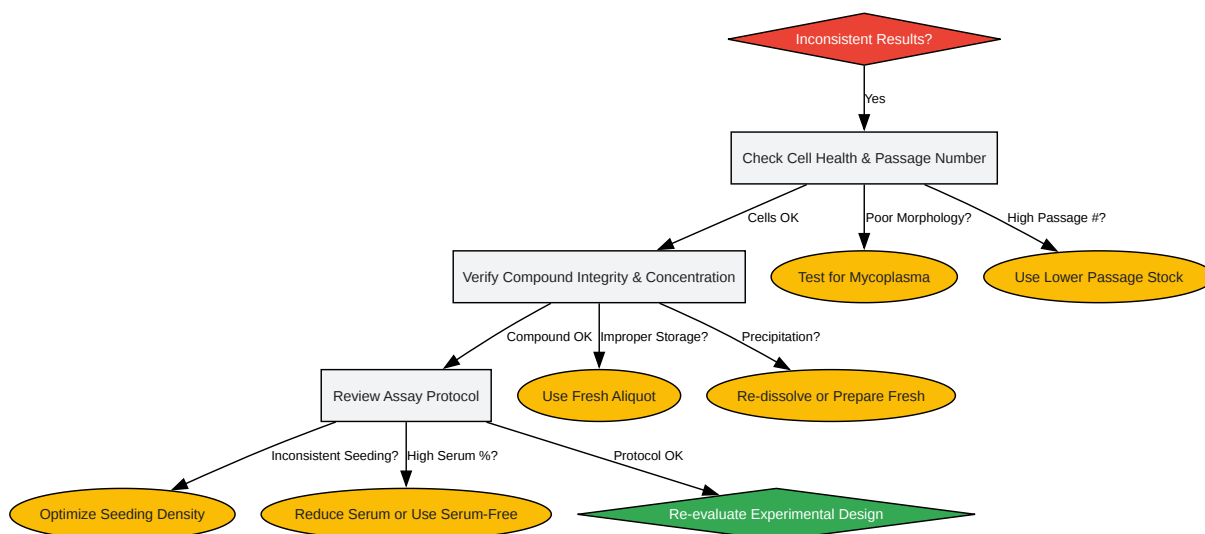 Inconsistent Results?
Yes
Check Cell Health & Passage Number
Cells OK
Poor Morphology?
High Passage #?
Verify Compound Integrity & Concentration
Test for Mycoplasma
Use Lower Passage Stock
Compound OK
Improper Storage?
Precipitation?
Review Assay Protocol
Use Fresh Aliquot
Re-dissolve or Prepare Fresh
Inconsistent Seeding?
High Serum %?
Protocol OK
Optimize Seeding Density
Reduce Serum or Use Serum-Free
Re-evaluate Experimental Design